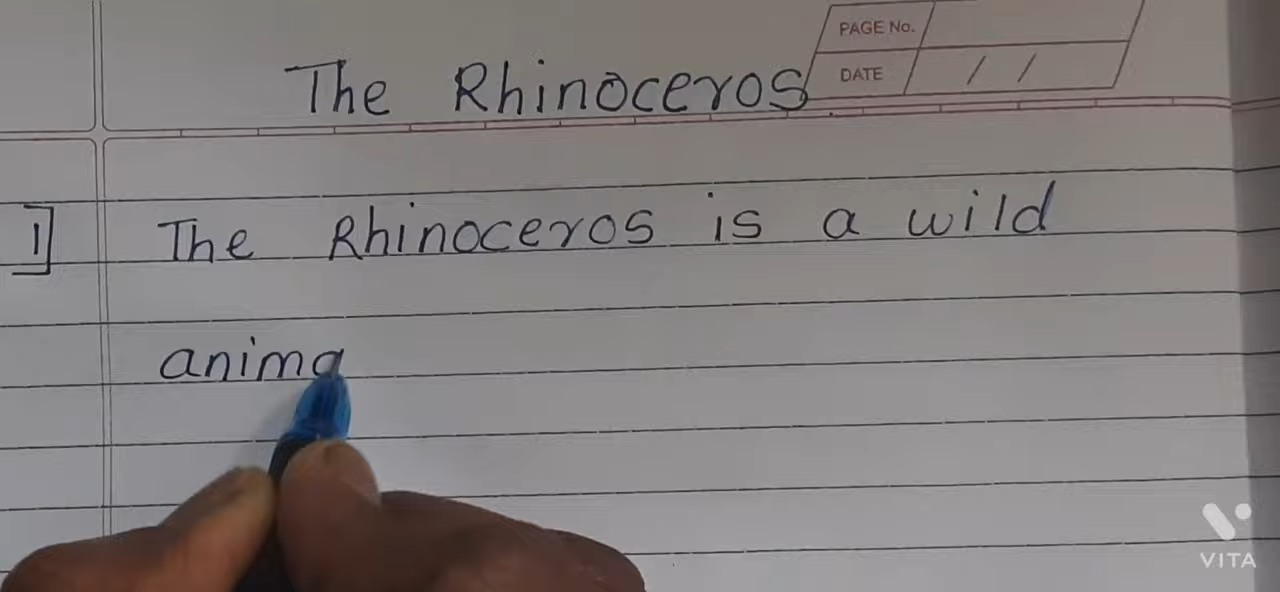 PAGE No.
DATE / /
The Rhinoceros
1] The Rhinoceros is a wild
anima
VITA